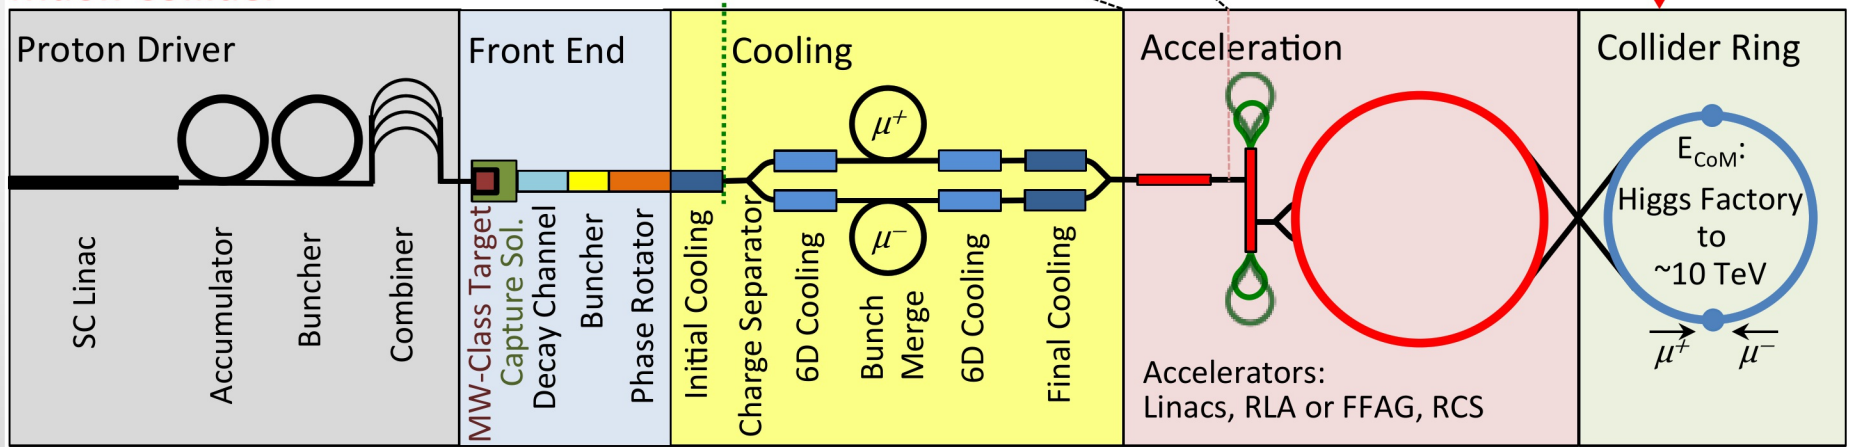 Proton Driver
SC Linac
Accumulator
Buncher
Combiner
Front End
MW-Class Target
Capture Sol.
Decay Channel
Buncher
Phase Rotator
Cooling
Initial Cooling
Charge Separator
μ+
μ−
6D Cooling
Bunch
Merge
6D Cooling
Final Cooling
Acceleration
Accelerators:
Linacs, RLA or FFAG, RCS
Collider Ring
ECoM:
Higgs Factory
to
~10 TeV
μ+ μ−